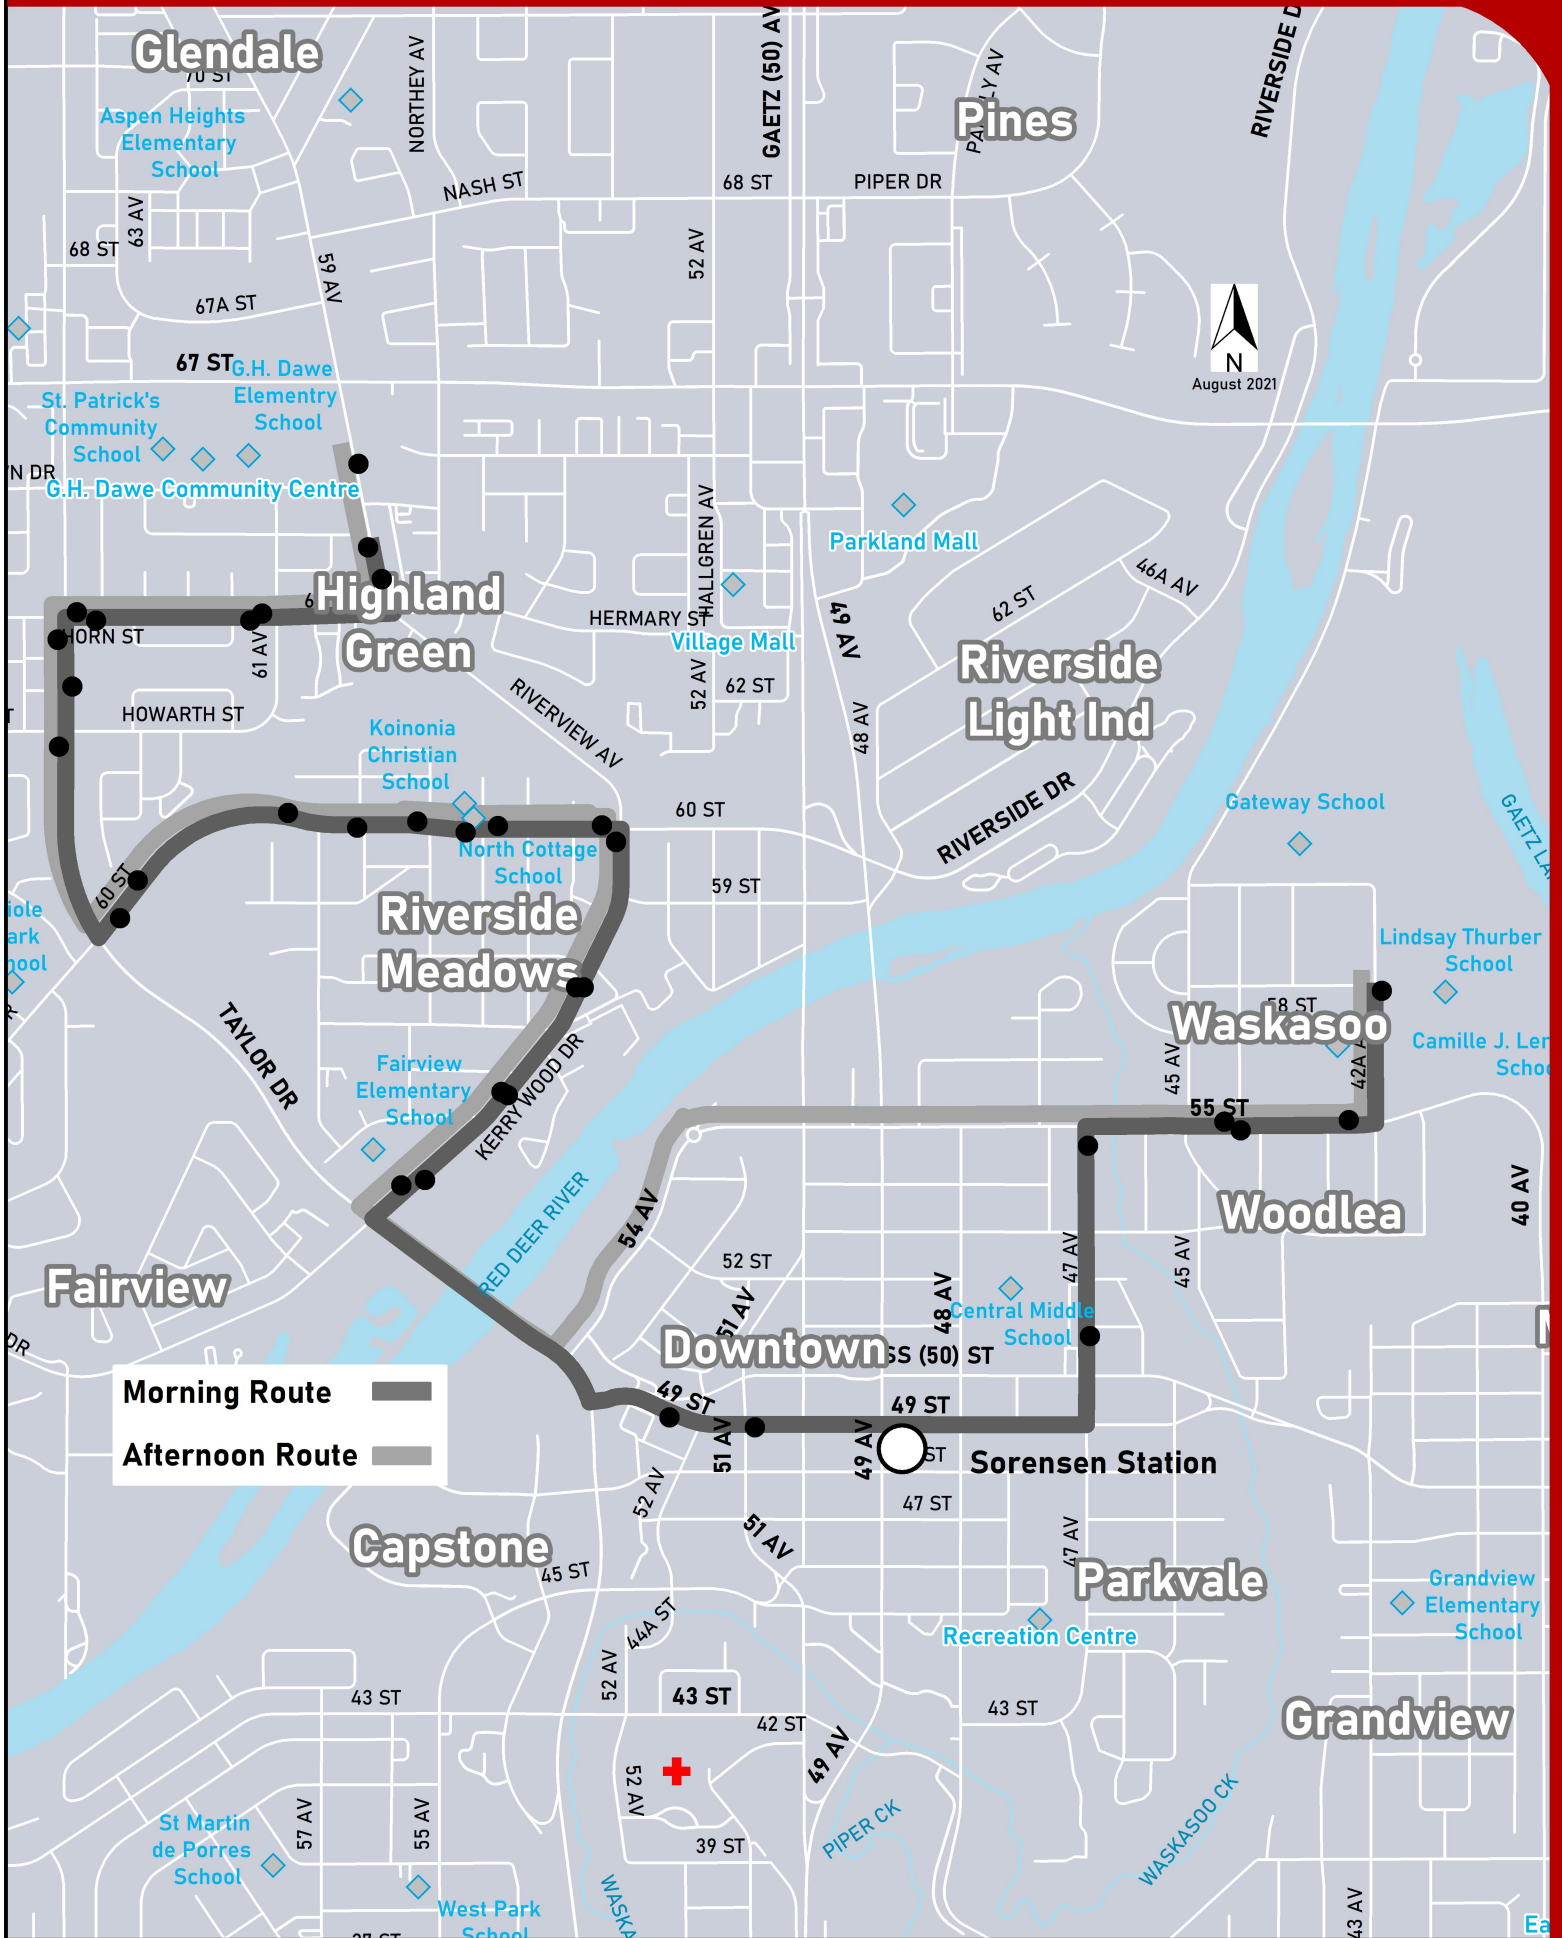 Glendale
70 ST
Aspen Heights
Elementary
School
NORTHEY AV
GAETZ (50) AV
Pines
NASH ST
68 ST
PIPER DR
63 AV
68 ST
59 AV
52 AV
67A ST
67 ST
G.H. Dawe
Elementry
School
St. Patrick's
Community
School
G.H. Dawe Community Centre
N
August 2021
HALLGREN AV
Parkland Mall
46A AV
62 ST
Highland
Green
HORN ST
61 AV
HERMARY ST
Village Mall
49 AV
Riverside
Light Ind
52 AV
62 ST
HOWARTH ST
RIVERVIEW AV
48 AV
Koinonia
Christian
School
60 ST
RIVERSIDE DR
Gateway School
North Cottage
School
60 ST
59 ST
Riverside
Meadows
Lindsay Thurber
School
58 ST
Waskasoo
Camille J.
45 AV
TAYLOR DR
KERRY WOOD DR
Fairview
Elementary
School
55 ST
40 AV
RED DEER RIVER
54 AV
Woodlea
52 ST
47 AV
45 AV
Fairview
51 AV
48 AV
Central Middle
School
DR
Downtown
(50) ST
Morning Route
Afternoon Route
49 ST
49 ST
51 AV
49 AV
ST
Sorensen Station
52 AV
47 ST
51 AV
47 AV
Capstone
45 ST
Parkvale
Grandview
Elementary
School
44A ST
Recreation Centre
52 AV
43 ST
43 ST
42 ST
43 ST
Grandview
49 AV
52 AV
57 AV
55 AV
St Martin
de Porres
School
39 ST
PIPER CK
WASKASOO CK
West Park
School
43 AV